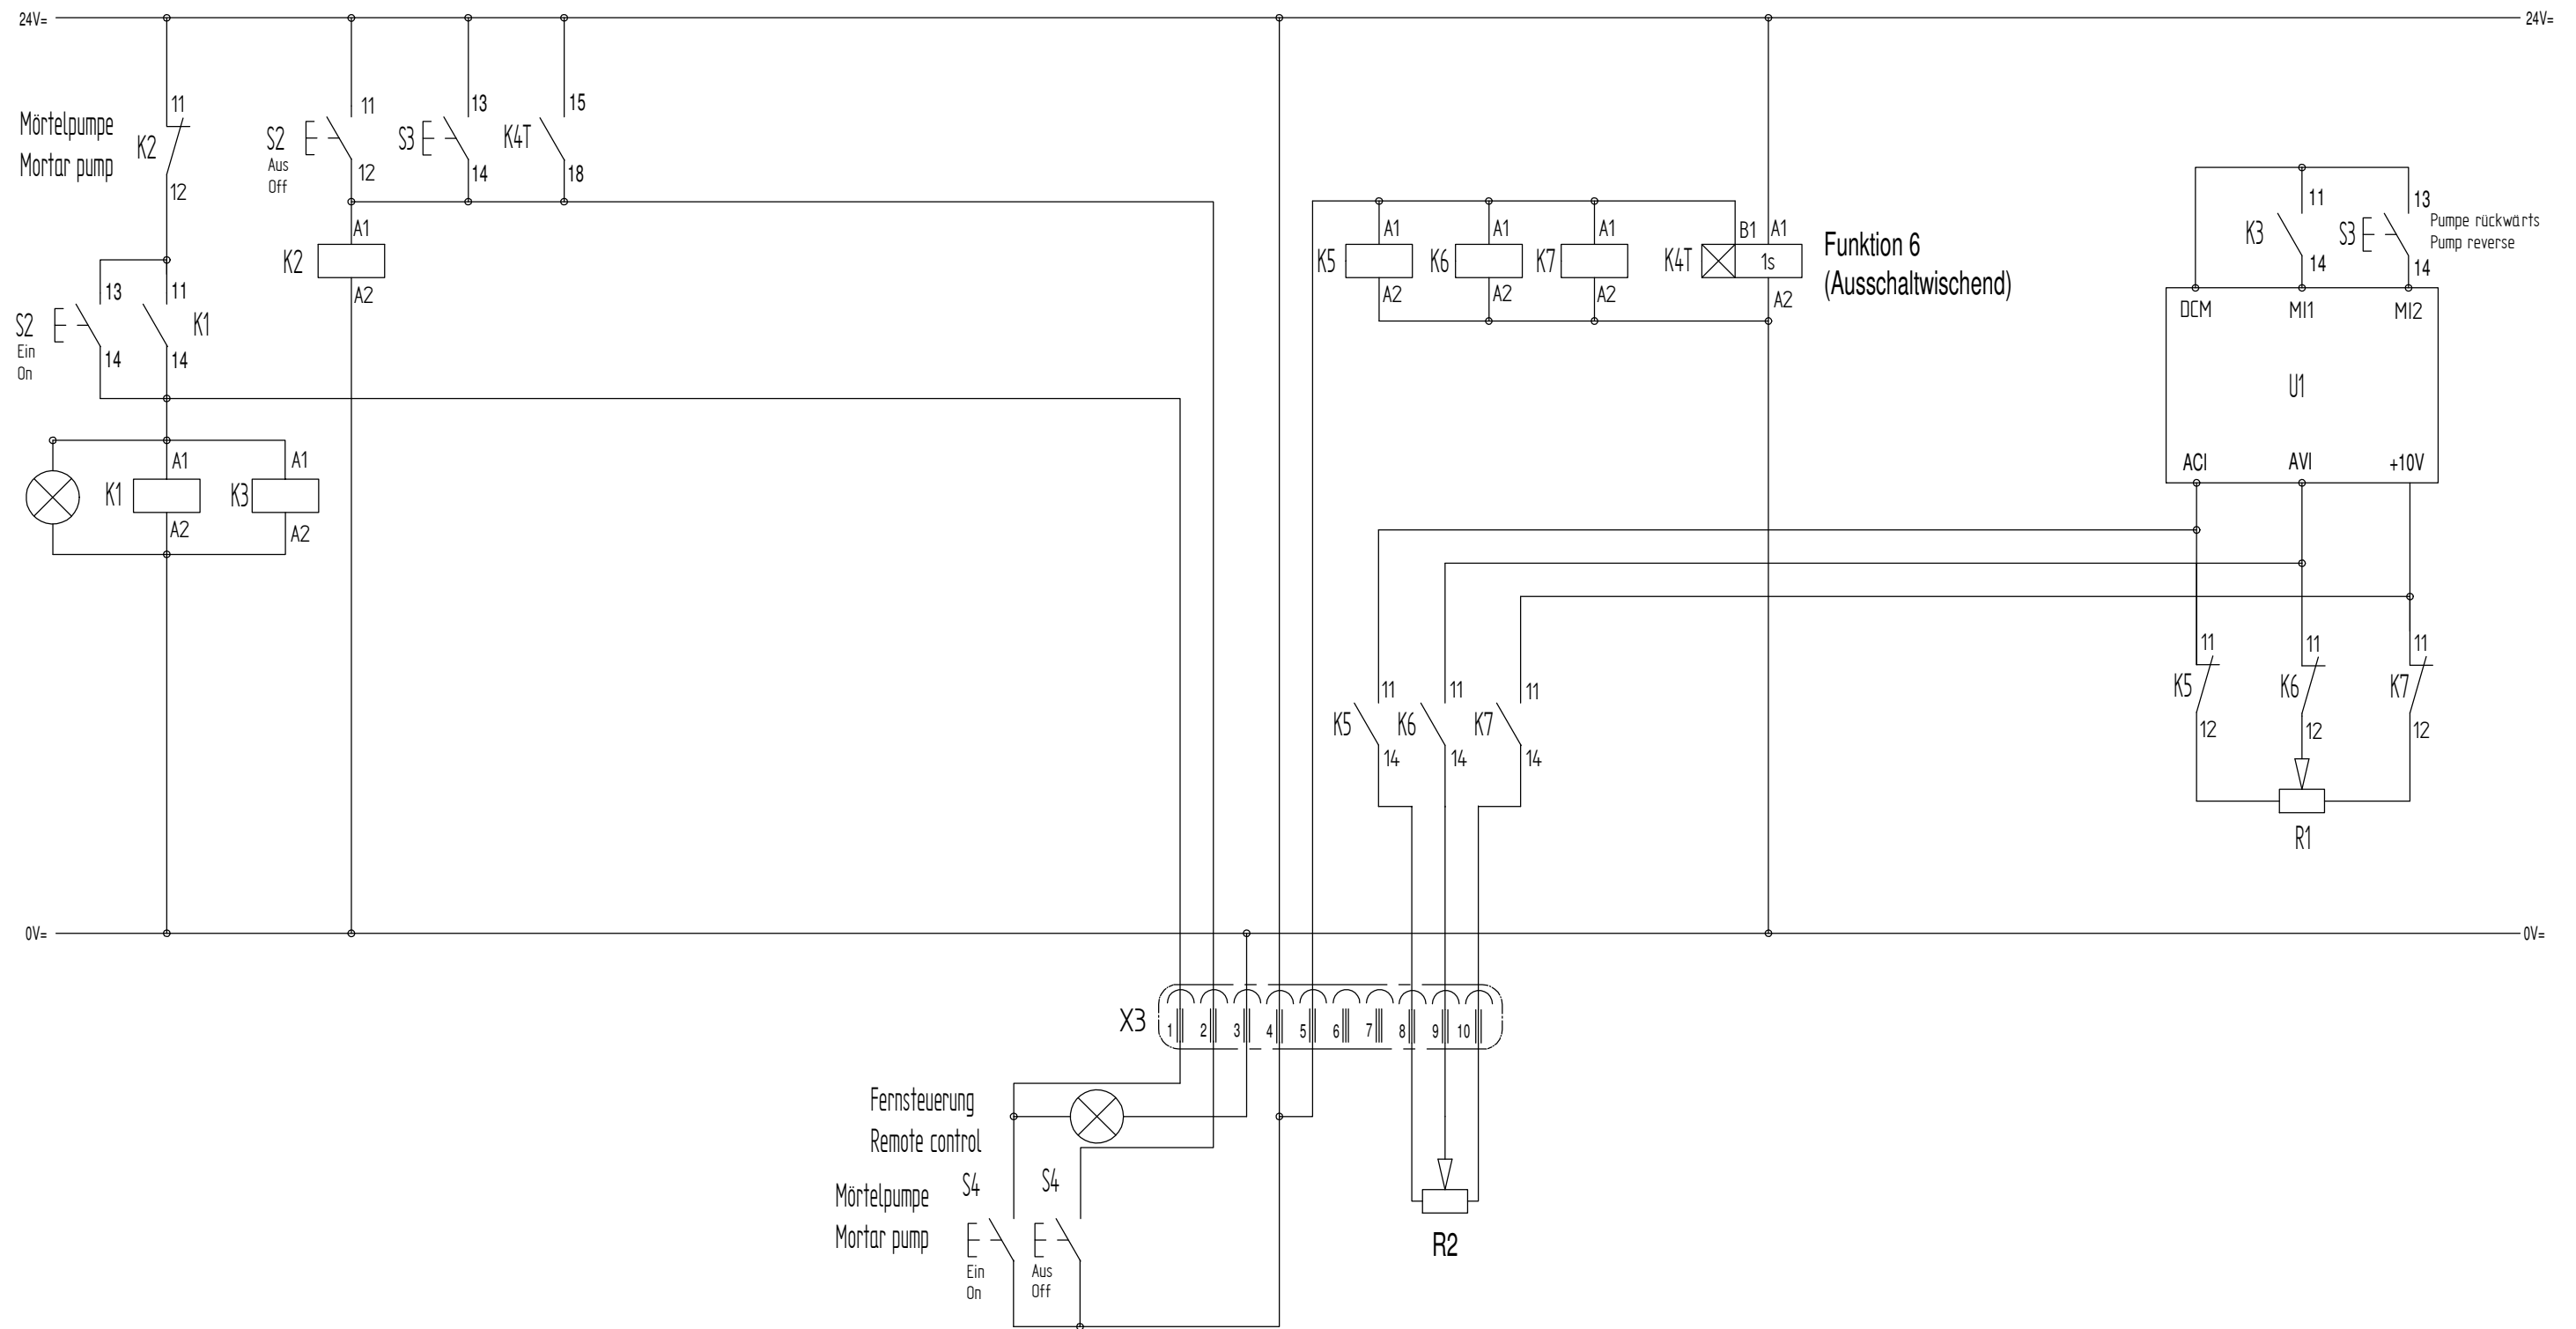 24V=
24V=
Mörtelpumpe
Mortar pump
11
K2
12
S2
Aus
Off
11
12
S3
13
14
K4T
15
18
13
S2
Ein
On
14
11
K1
14
A1
K2
A2
A1
K1
A2
A1
K3
A2
A1
K5
A2
A1
K6
A2
A1
K7
A2
B1
A1
K4T
1s
A2
Funktion 6
(Ausschaltwischend)
11
K3
14
13
S3
14
Pumpe rückwärts
Pump reverse
DCM
MI1
MI2
U1
ACI
AVI
+10V
11
K5
12
11
K6
12
11
K7
12
R1
11
K5
14
11
K6
14
11
K7
14
0V=
0V=
X3
1
2
3
4
5
6
7
8
9
10
Fernsteuerung
Remote control
Mörtelpumpe
Mortar pump
S4
Ein
On
S4
Aus
Off
R2